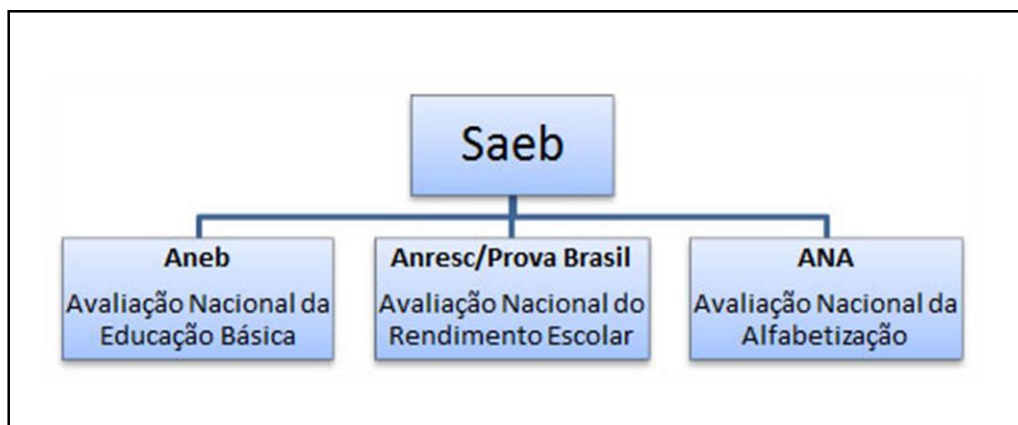 Saeb
Aneb
Avaliação Nacional da
Educação Básica
Anresc/Prova Brasil
Avaliação Nacional do
Rendimento Escolar
ANA
Avaliação Nacional da
Alfabetização